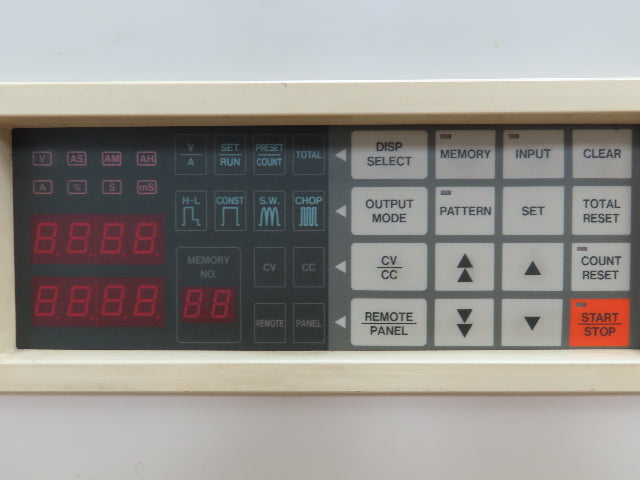 V AS AM AH
A % S mS
8.8.8.8
8.8.8.8
V
A
SET
RUN
PRESET
COUNT
TOTAL
H-L
CONST
S.W.
CHOP
MEMORY
NO.
88
CV
CC
REMOTE
PANEL
DISP
SELECT
MEMORY
INPUT
CLEAR
OUTPUT
MODE
PATTERN
SET
TOTAL
RESET
CV
CC
COUNT
RESET
REMOTE
PANEL
START
STOP